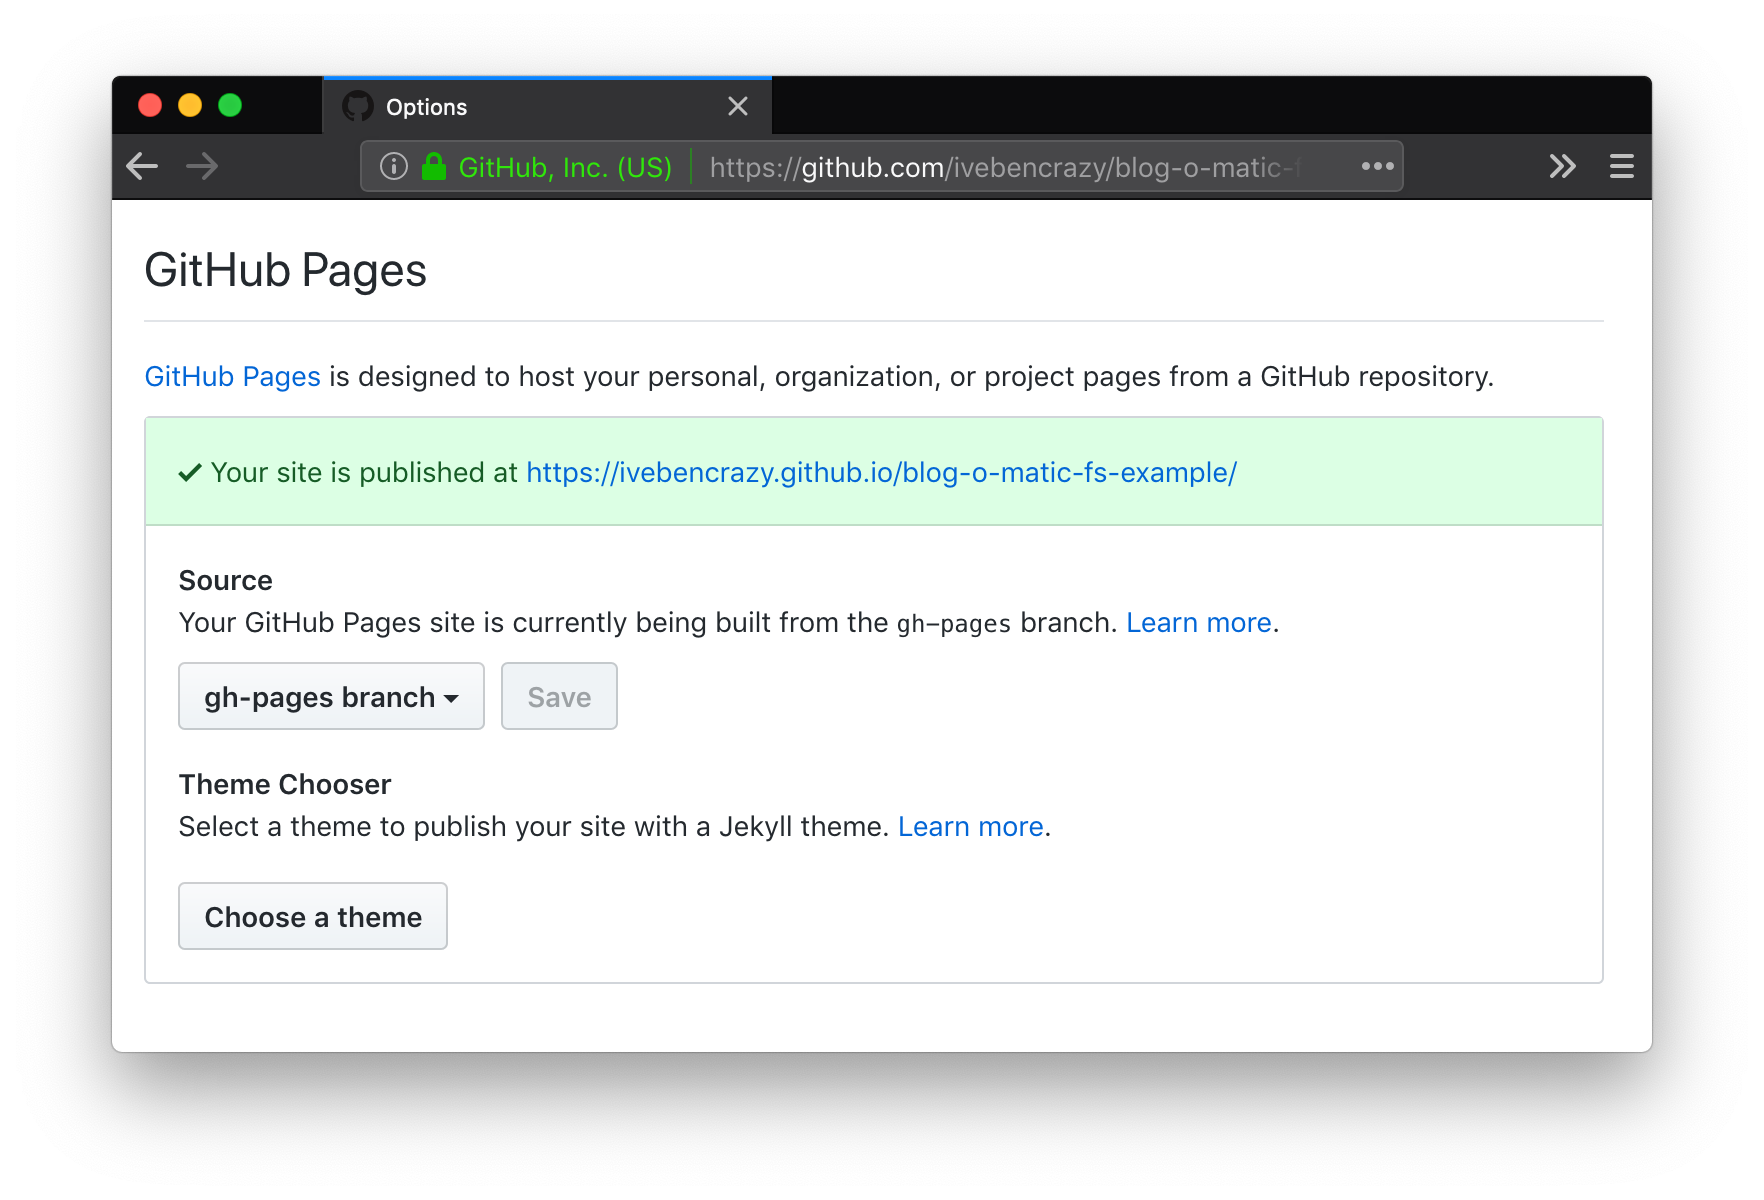 Options
GitHub, Inc. (US) https://github.com/ivebencrazy/blog-o-matic-f
GitHub Pages
GitHub Pages is designed to host your personal, organization, or project pages from a GitHub repository.
Your site is published at https://ivebencrazy.github.io/blog-o-matic-fs-example/
Source
Your GitHub Pages site is currently being built from the gh-pages branch. Learn more.
gh-pages branch Save
Theme Chooser
Select a theme to publish your site with a Jekyll theme. Learn more.
Choose a theme